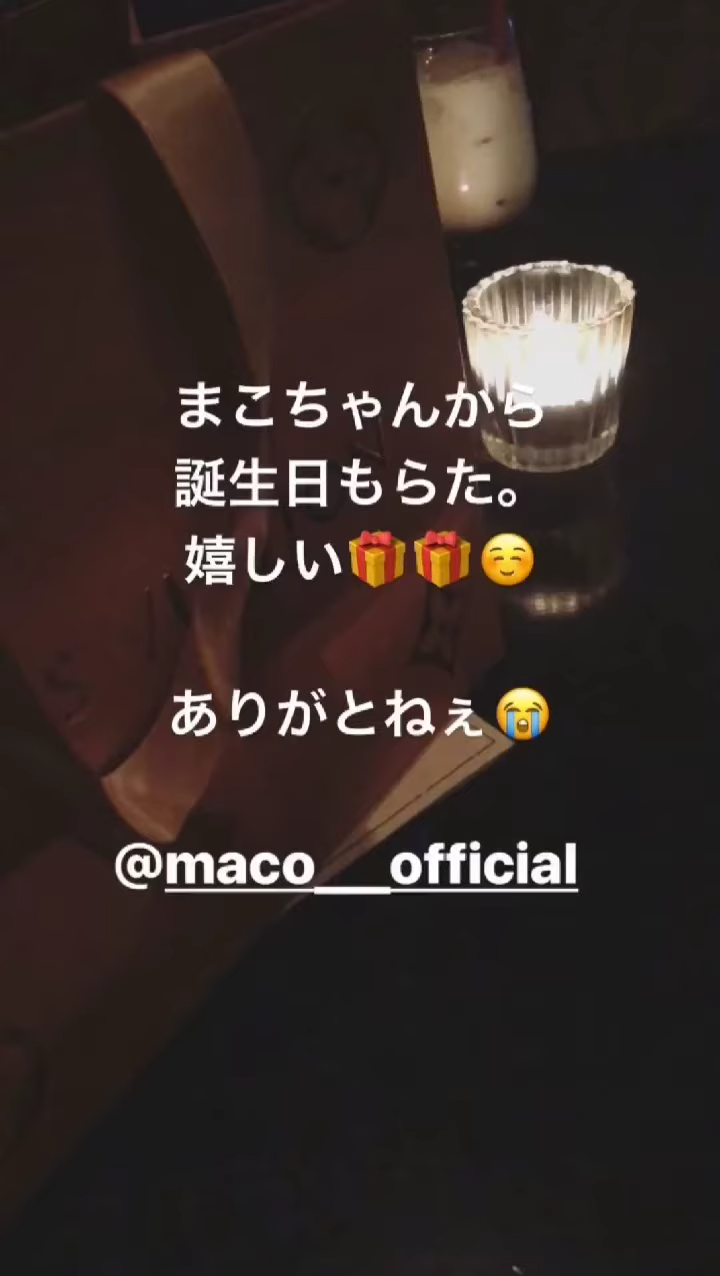 まこちゃんから
誕生日もらた。
嬉しい🎁🎁☺️
ありがとねぇ😭
@maco___official